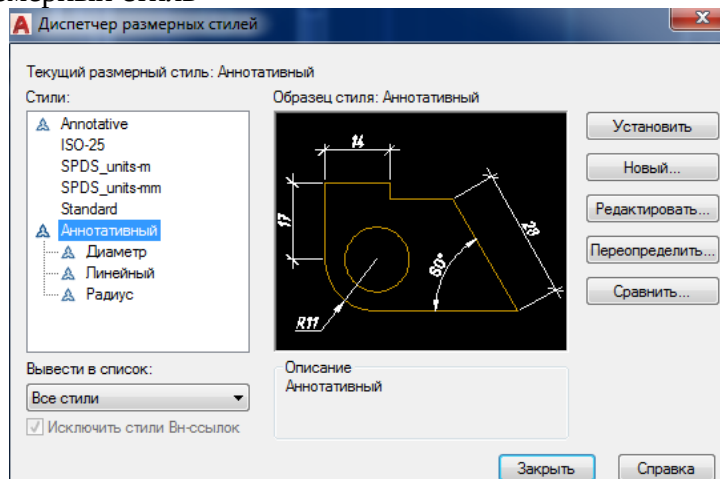 Диспетчер размерных стилей
Текущий размерный стиль: Аннотативный
Стили:
Annotative
ISO-25
SPDS_units-m
SPDS_units-mm
Standard
Аннотативный
Диаметр
Линейный
Радиус
Вывести в список:
Все стили
Исключить стили Вн-ссылок
Образец стиля: Аннотативный
14
17
28
60°
R11
Описание
Аннотативный
Установить
Новый...
Редактировать...
Переопределить...
Сравнить...
Закрыть
Справка